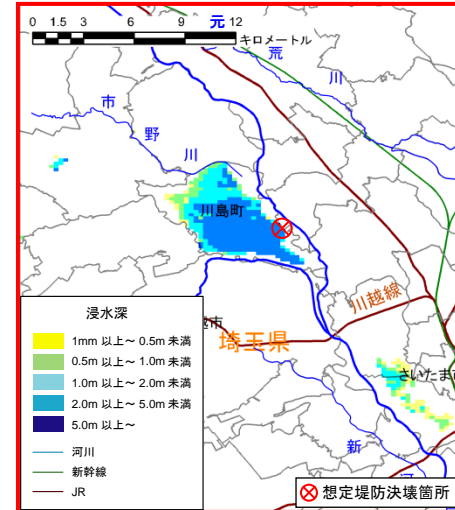 0 1.5 3 6 9 12
キロメートル
元
荒
川
市
野
川
川島町
川越線
越市
埼玉県
さいたま市
新
河
浸水深
1mm 以上～ 0.5m 未満
0.5m 以上～ 1.0m 未満
1.0m 以上～ 2.0m 未満
2.0m 以上～ 5.0m 未満
5.0m 以上～
河川
新幹線
JR
想定堤防決壊箇所